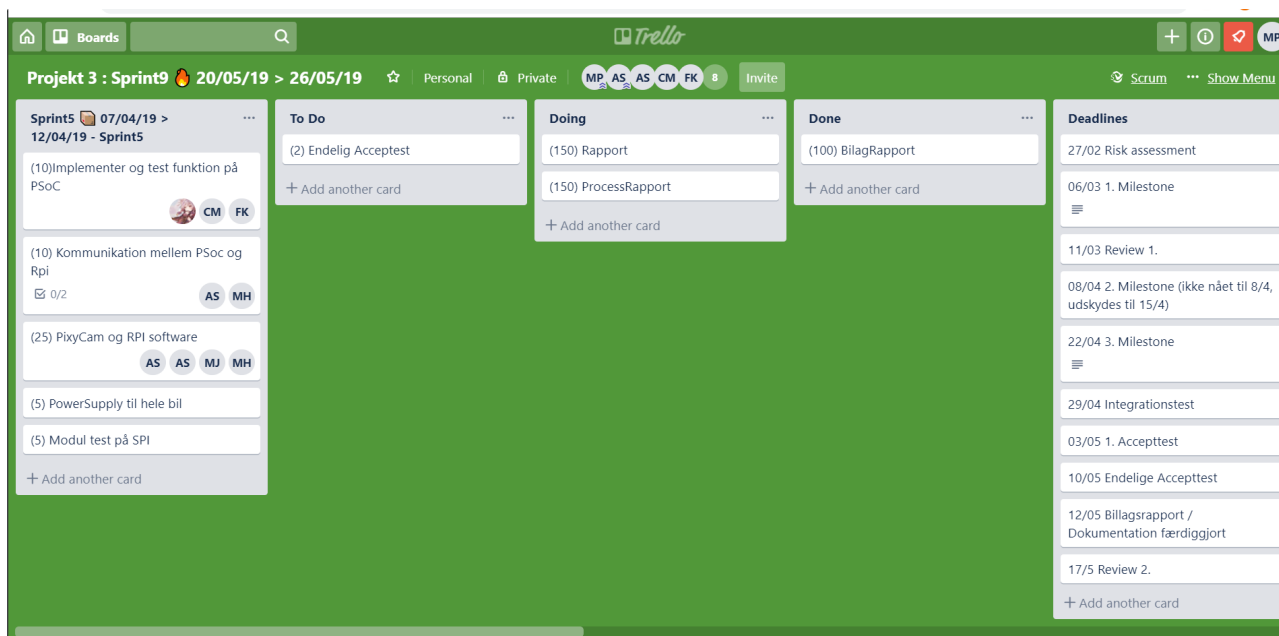 Boards
Trello
MP
Projekt 3 : Sprint9 🔥 20/05/19 > 26/05/19
Personal
Private
MP AS AS CM FK 8
Invite
Scrum
Show Menu
Sprint5 07/04/19 >
12/04/19 - Sprint5
(10)Implementer og test funktion på
PSoC
CM FK
(10) Kommunikation mellem PSoc og
Rpi
0/2
AS MH
(25) PixyCam og RPI software
AS AS MJ MH
(5) PowerSupply til hele bil
(5) Modul test på SPI
+ Add another card
To Do
(2) Endelig Acceptest
+ Add another card
Doing
(150) Rapport
(150) ProcessRapport
+ Add another card
Done
(100) BilagRapport
+ Add another card
Deadlines
27/02 Risk assessment
06/03 1. Milestone
11/03 Review 1.
08/04 2. Milestone (ikke nået til 8/4,
udskydes til 15/4)
22/04 3. Milestone
29/04 Integrationstest
03/05 1. Accepttest
10/05 Endelige Accepttest
12/05 Billagsrapport /
Dokumentation færdiggjort
17/5 Review 2.
+ Add another card